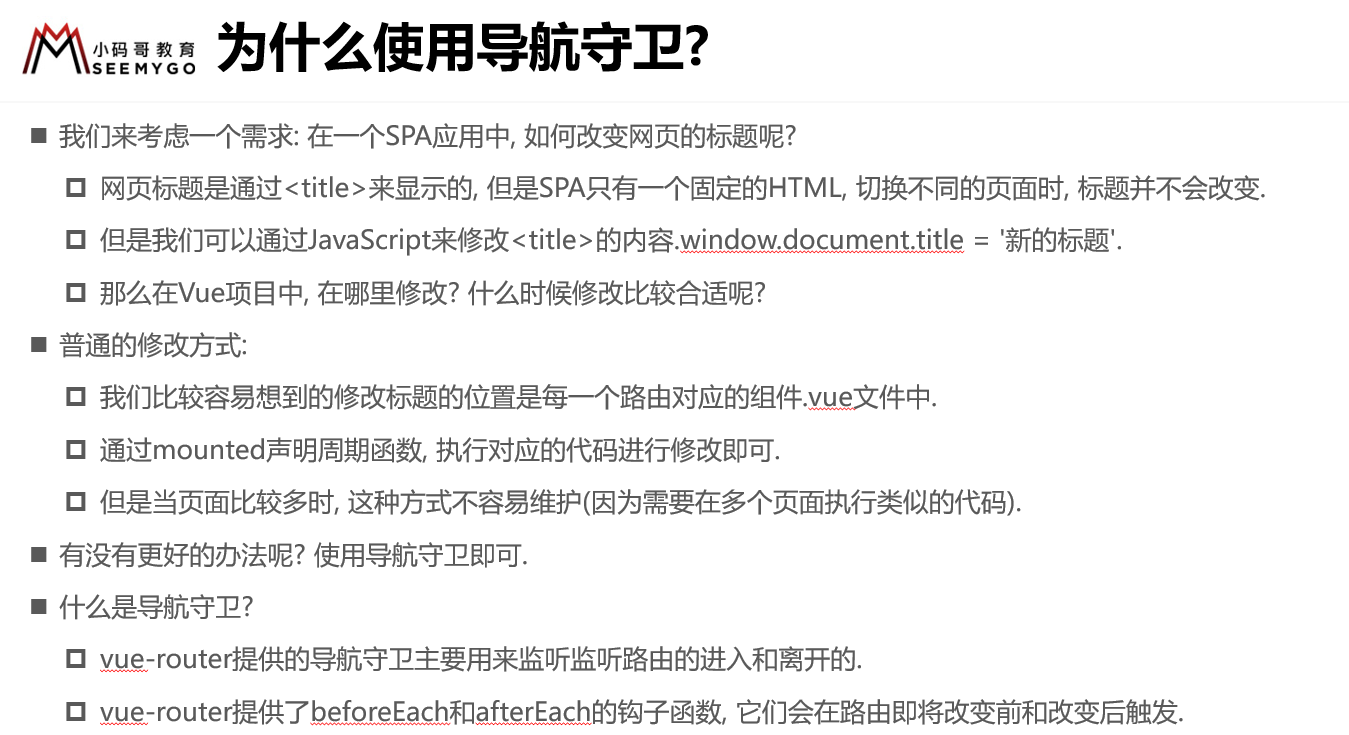 小码哥教育
SEEMYGO
为什么使用导航守卫?
我们来考虑一个需求: 在一个SPA应用中, 如何改变网页的标题呢?
网页标题是通过<title>来显示的, 但是SPA只有一个固定的HTML, 切换不同的页面时, 标题并不会改变.
但是我们可以通过JavaScript来修改<title>的内容.window.document.title = '新的标题'.
那么在Vue项目中, 在哪里修改? 什么时候修改比较合适呢?
普通的修改方式:
我们比较容易想到的修改标题的位置是每一个路由对应的组件.vue文件中.
通过mounted声明周期函数, 执行对应的代码进行修改即可.
但是当页面比较多时, 这种方式不容易维护(因为需要在多个页面执行类似的代码).
有没有更好的办法呢? 使用导航守卫即可.
什么是导航守卫?
vue-router提供的导航守卫主要用来监听监听路由的进入和离开的.
vue-router提供了beforeEach和afterEach的钩子函数, 它们会在路由即将改变前和改变后触发.